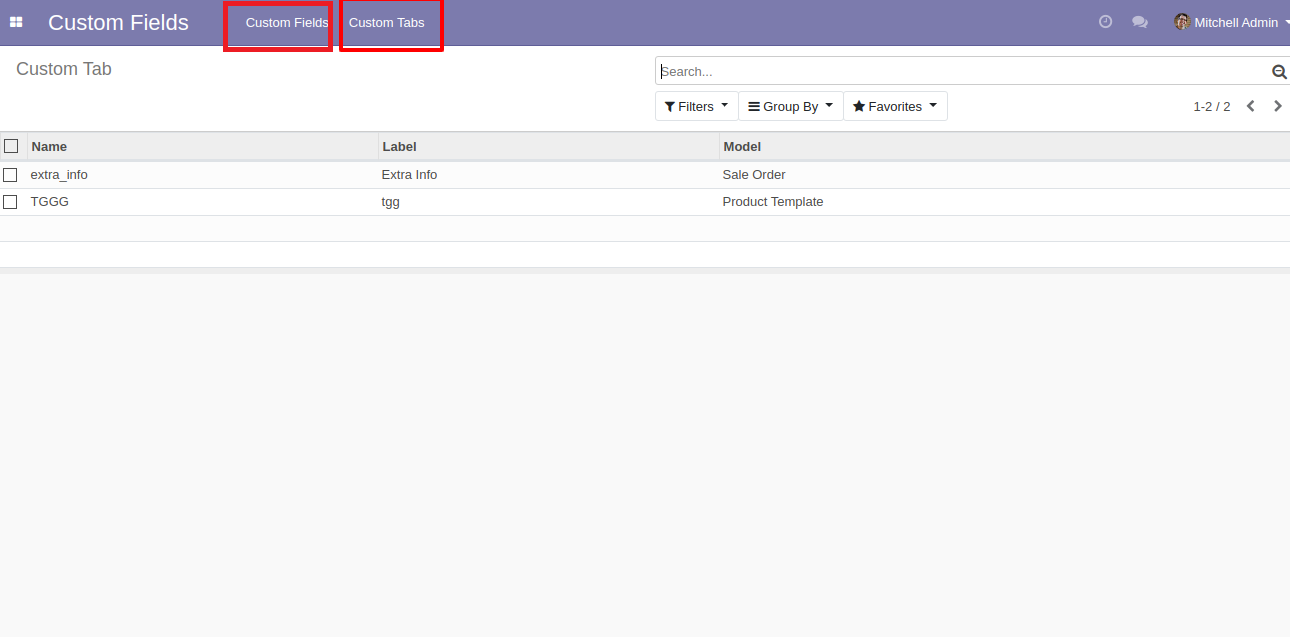 Custom Fields Custom Fields Custom Tabs Mitchell Admin
Custom Tab
Search...
Filters Group By Favorites 1-2 / 2
Name Label Model
extra_info Extra Info Sale Order
TGGG tgg Product Template